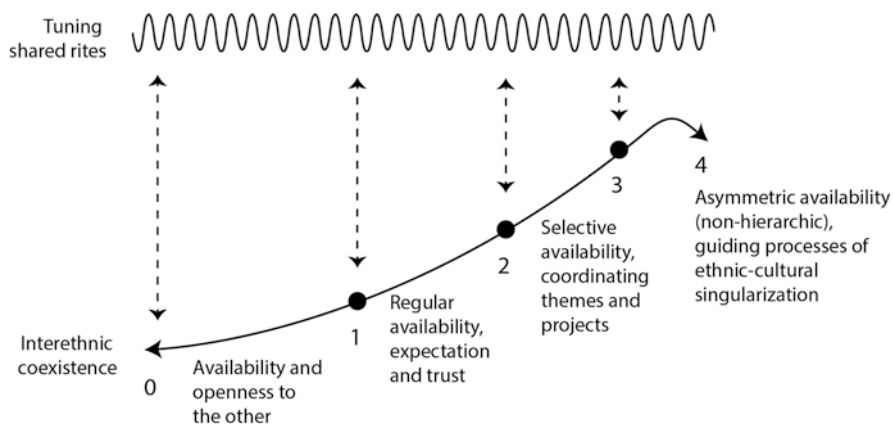 Tuning
shared rites
Interethnic
coexistence
0
Availability and
openness to
the other
1
Regular
availability,
expectation
and trust
2
Selective
availability,
coordinating
themes and
projects
3
4
Asymmetric availability
(non-hierarchic),
guiding processes of
ethnic-cultural
singularization